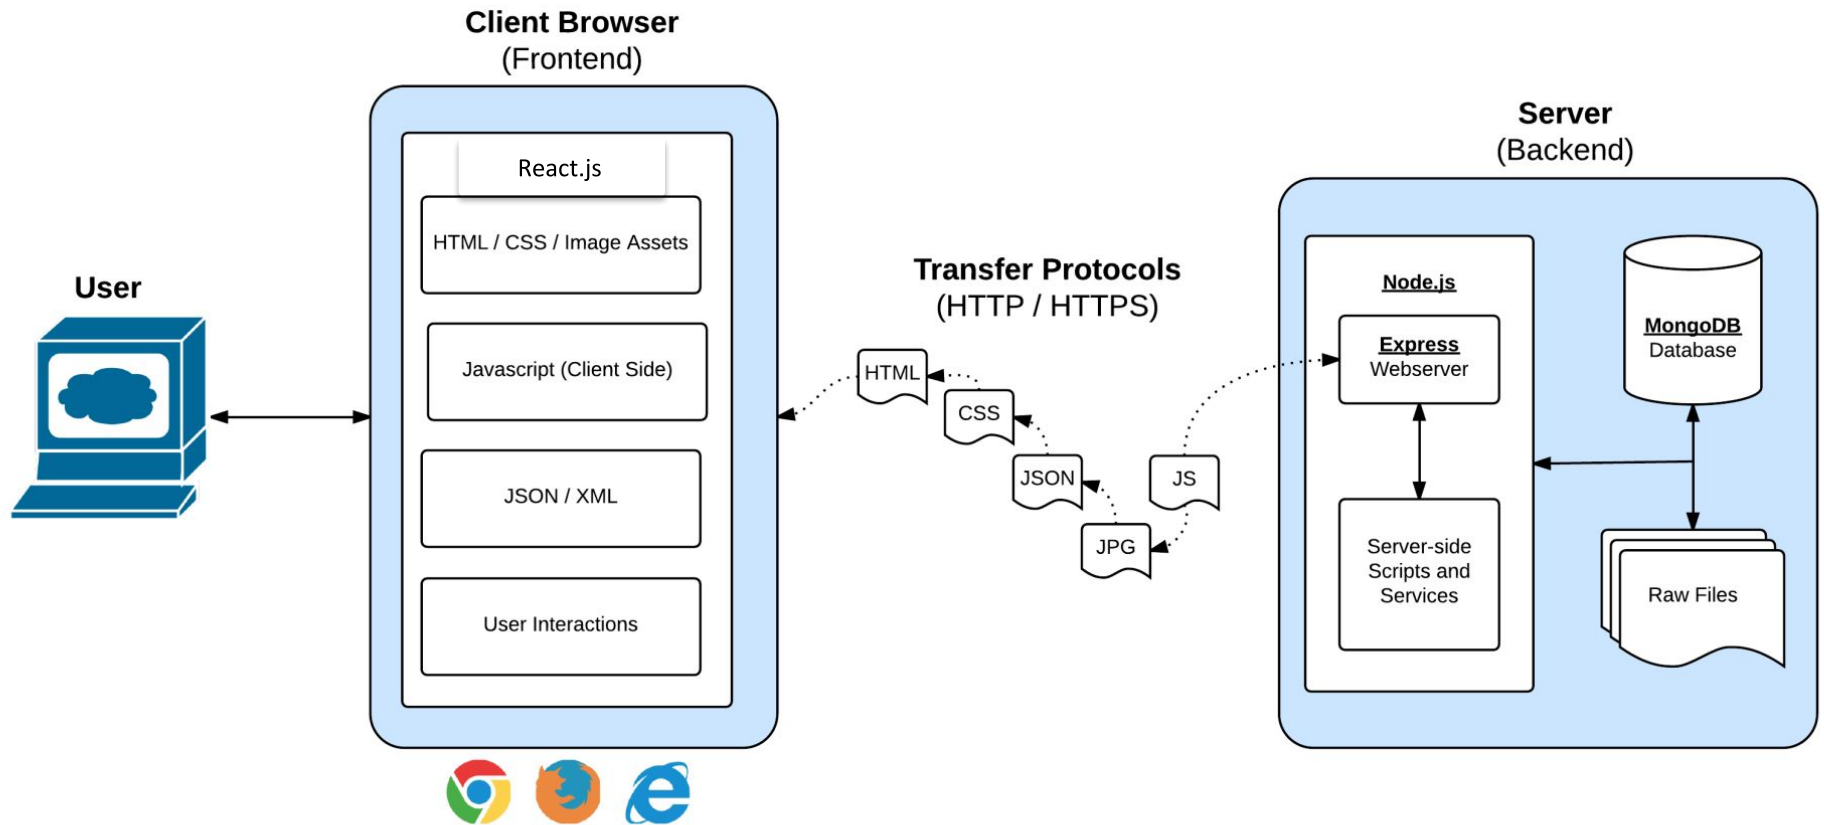 Client Browser
(Frontend)
React.js
HTML / CSS / Image Assets
Javascript (Client Side)
JSON / XML
User Interactions
User
Transfer Protocols
(HTTP / HTTPS)
HTML
CSS
JSON
JPG
JS
Server
(Backend)
Node.js
Express
Webserver
Server-side
Scripts and
Services
MongoDB
Database
Raw Files